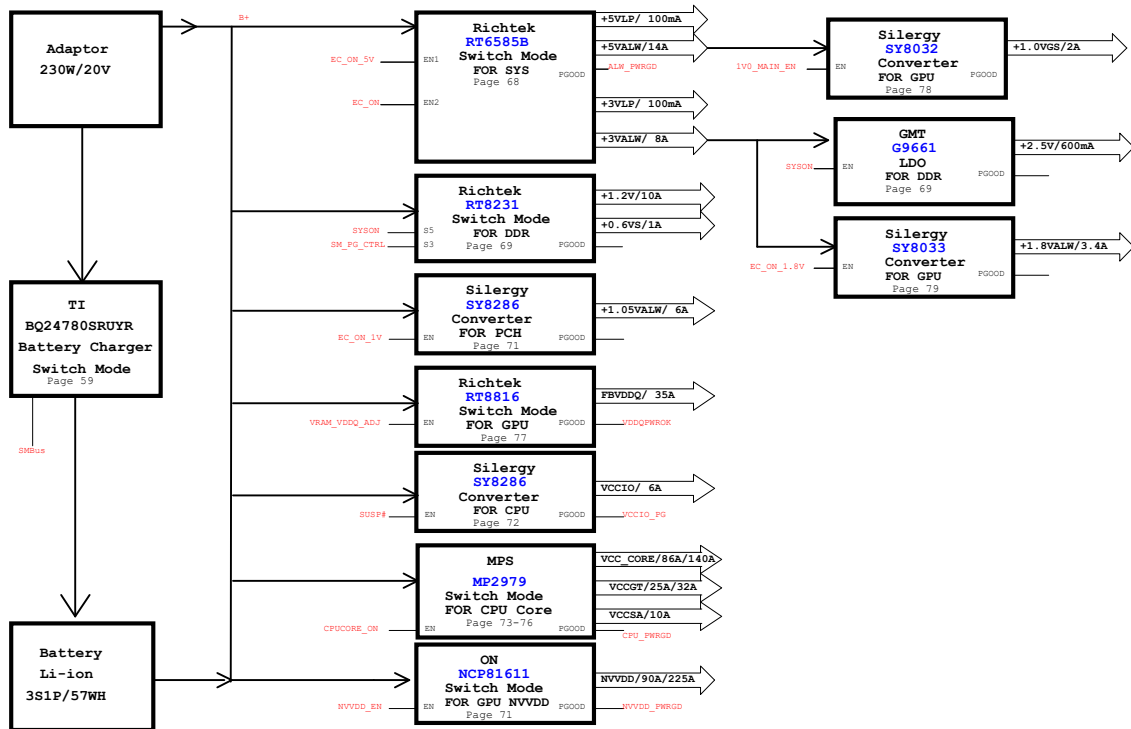 Adaptor
230W/20V
B+
TI
BQ24780SRUYR
Battery Charger
Switch Mode
Page 59
SMBus
Battery
Li-ion
3S1P/57WH
Richtek
RT6585B
Switch Mode
FOR SYS
Page 68
EC_ON_5V
EN1
EC_ON
EN2
PGOOD
ALW_PWRGD
+5VLP/ 100mA
+5VALW/14A
+3VLP/ 100mA
+3VALW/ 8A
Silergy
SY8032
Converter
FOR GPU
Page 78
1V0_MAIN_EN
EN
PGOOD
+1.0VGS/2A
GMT
G9661
LDO
FOR DDR
Page 69
SYSON
EN
PGOOD
+2.5V/600mA
Silergy
SY8033
Converter
FOR GPU
Page 79
EC_ON_1.8V
EN
PGOOD
+1.8VALW/3.4A
Richtek
RT8231
Switch Mode
FOR DDR
Page 69
SYSON
S5
SM_PG_CTRL
S3
PGOOD
+1.2V/10A
+0.6VS/1A
Silergy
SY8286
Converter
FOR PCH
Page 71
EC_ON_1V
EN
PGOOD
+1.05VALW/ 6A
Richtek
RT8816
Switch Mode
FOR GPU
Page 77
VRAM_VDDQ_ADJ
EN
PGOOD
VDDQPWROK
FBVDDQ/ 35A
Silergy
SY8286
Converter
FOR CPU
Page 72
SUSP#
EN
PGOOD
VCCIO_PG
VCCIO/ 6A
MPS
MP2979
Switch Mode
FOR CPU Core
Page 73-76
CPUCORE_ON
EN
PGOOD
CPU_PWRGD
VCC_CORE/86A/140A
VCCGT/25A/32A
VCCSA/10A
ON
NCP81611
Switch Mode
FOR GPU NVVDD
Page 71
NVVDD_EN
EN
PGOOD
NVVDD_PWRGD
NVVDD/90A/225A